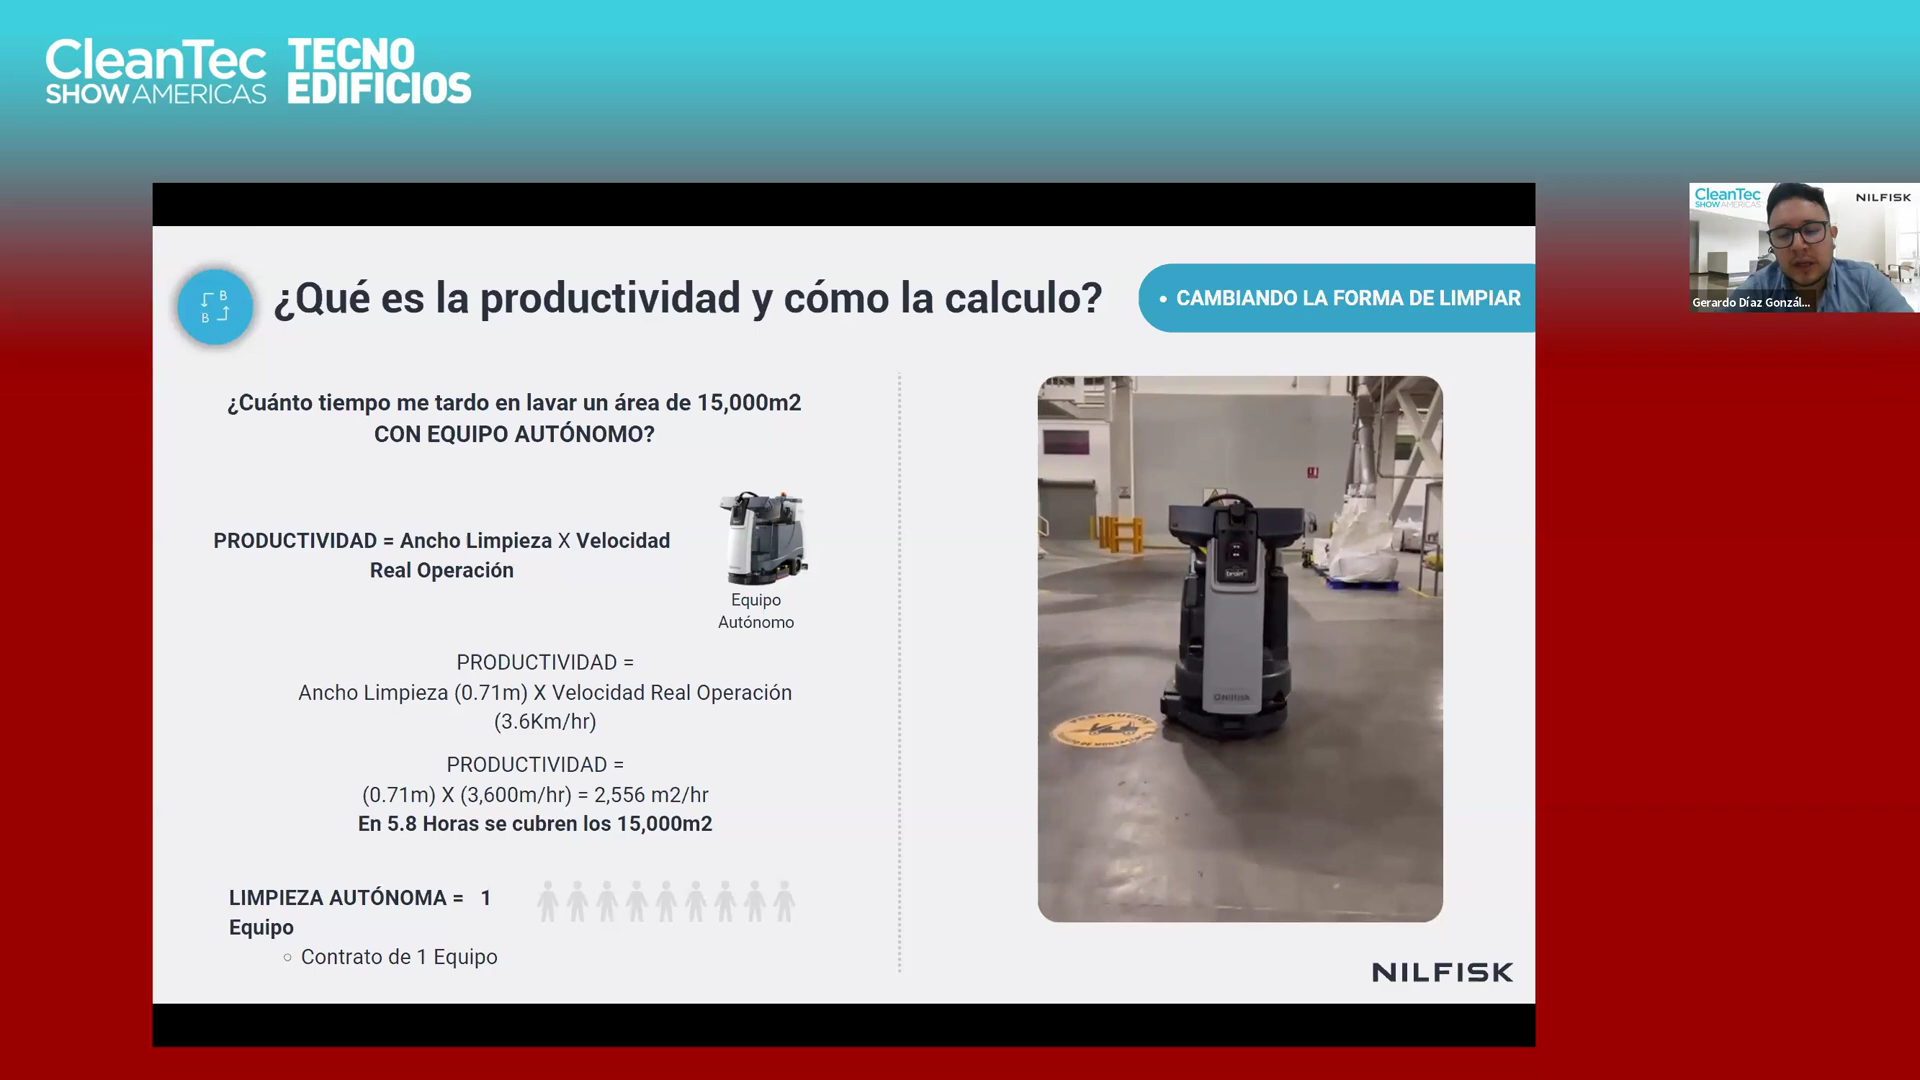 CleanTec
SHOW AMERICAS
TECNO
EDIFICIOS
CleanTec
SHOW AMERICAS
NILFISK
Gerardo Díaz Gonzál...
¿Qué es la productividad y cómo la calculo?
• CAMBIANDO LA FORMA DE LIMPIAR
B
B
¿Cuánto tiempo me tardo en lavar un área de 15,000m2
CON EQUIPO AUTÓNOMO?
PRODUCTIVIDAD = Ancho Limpieza X Velocidad
Real Operación
Equipo
Autónomo
PRODUCTIVIDAD =
Ancho Limpieza (0.71m) X Velocidad Real Operación
(3.6Km/hr)
PRODUCTIVIDAD =
(0.71m) X (3,600m/hr) = 2,556 m2/hr
En 5.8 Horas se cubren los 15,000m2
LIMPIEZA AUTÓNOMA = 1
Equipo
○ Contrato de 1 Equipo
brain
NILFISK
NILFISK